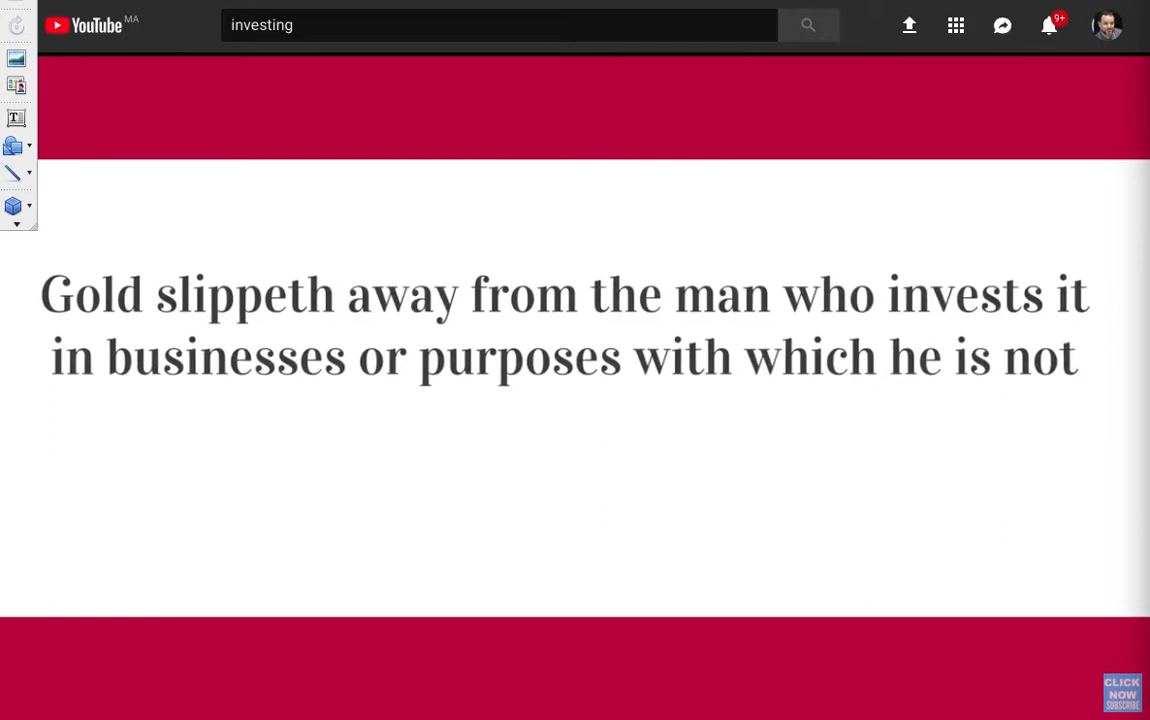 YouTube MA
investing
9+
T
Gold slippeth away from the man who invests it
in businesses or purposes with which he is not
CLICK
NOW
SUBSCRIBE